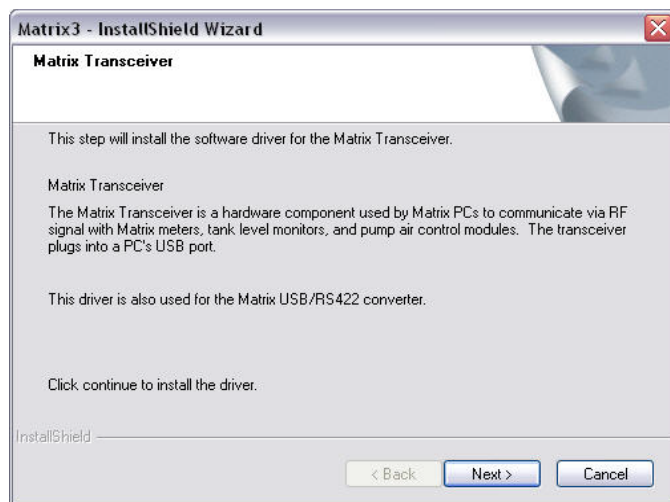 Matrix3 - InstallShield Wizard
Matrix Transceiver
This step will install the software driver for the Matrix Transceiver.
Matrix Transceiver
The Matrix Transceiver is a hardware component used by Matrix PCs to communicate via RF
signal with Matrix meters, tank level monitors, and pump air control modules.  The transceiver
plugs into a PC's USB port.
This driver is also used for the Matrix USB/RS422 converter.
Click continue to install the driver.
InstallShield
< Back
Next >
Cancel